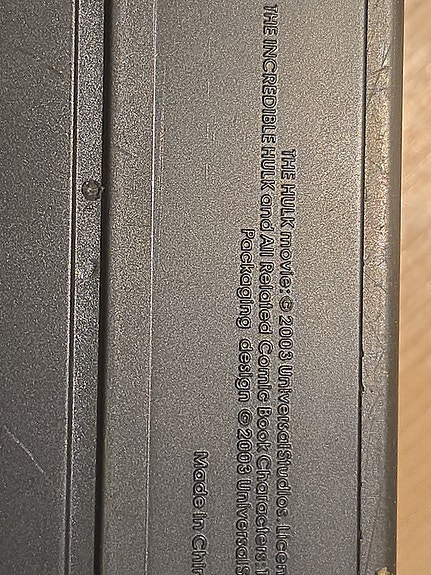 THE HULK movie: © 2003 Universal Studios. Licen
THE INCREDIBLE HULK and All Related Comic Book Characters: T
Packaging design © 2003 Universal S
Made in Chin